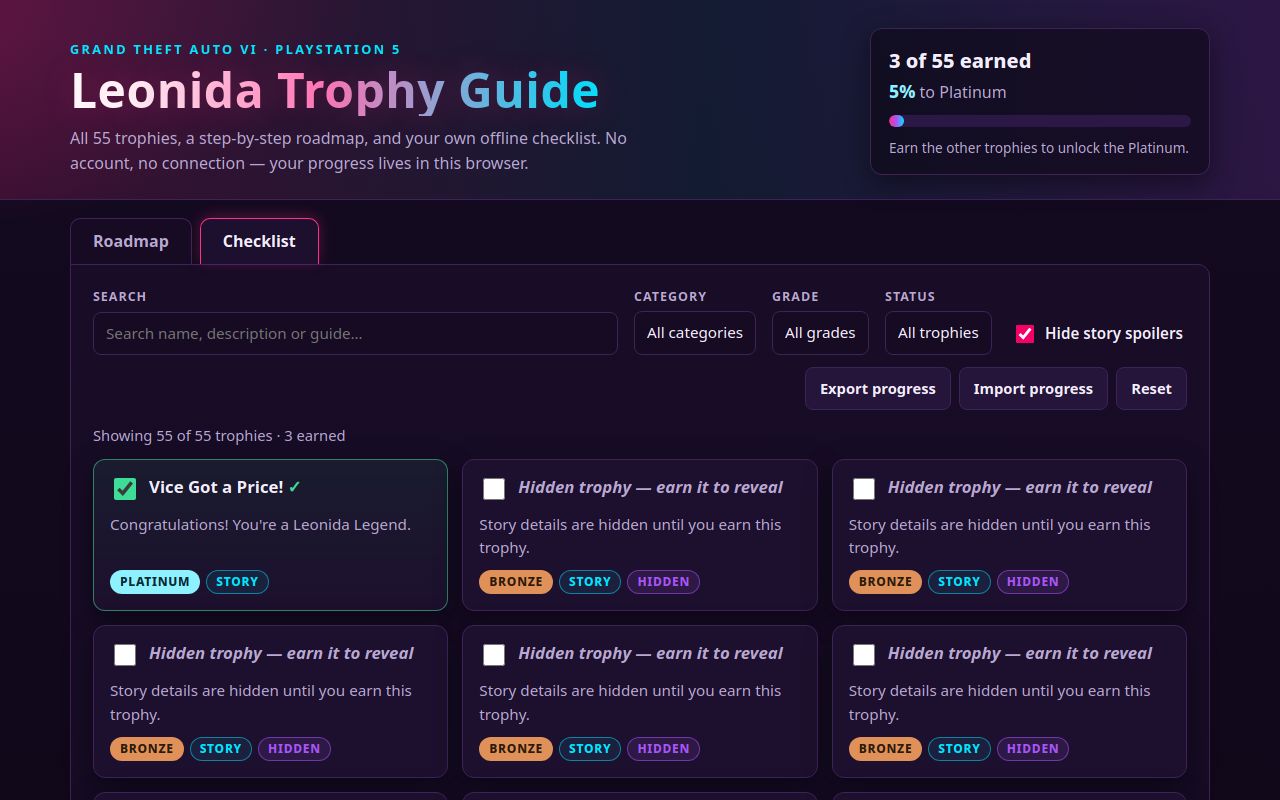 GRAND THEFT AUTO VI · PLAYSTATION 5
Leonida Trophy Guide
All 55 trophies, a step-by-step roadmap, and your own offline checklist. No
account, no connection — your progress lives in this browser.
3 of 55 earned
5% to Platinum
Earn the other trophies to unlock the Platinum.
Roadmap
Checklist
SEARCH
Search name, description or guide…
CATEGORY
All categories
GRADE
All grades
STATUS
All trophies
Hide story spoilers
Export progress
Import progress
Reset
Showing 55 of 55 trophies · 3 earned
Vice Got a Price! ✓
Congratulations! You're a Leonida Legend.
PLATINUM
STORY
Hidden trophy — earn it to reveal
Story details are hidden until you earn this
trophy.
BRONZE
STORY
HIDDEN
Hidden trophy — earn it to reveal
Story details are hidden until you earn this
trophy.
BRONZE
STORY
HIDDEN
Hidden trophy — earn it to reveal
Story details are hidden until you earn this
trophy.
BRONZE
STORY
HIDDEN
Hidden trophy — earn it to reveal
Story details are hidden until you earn this
trophy.
BRONZE
STORY
HIDDEN
Hidden trophy — earn it to reveal
Story details are hidden until you earn this
trophy.
BRONZE
STORY
HIDDEN